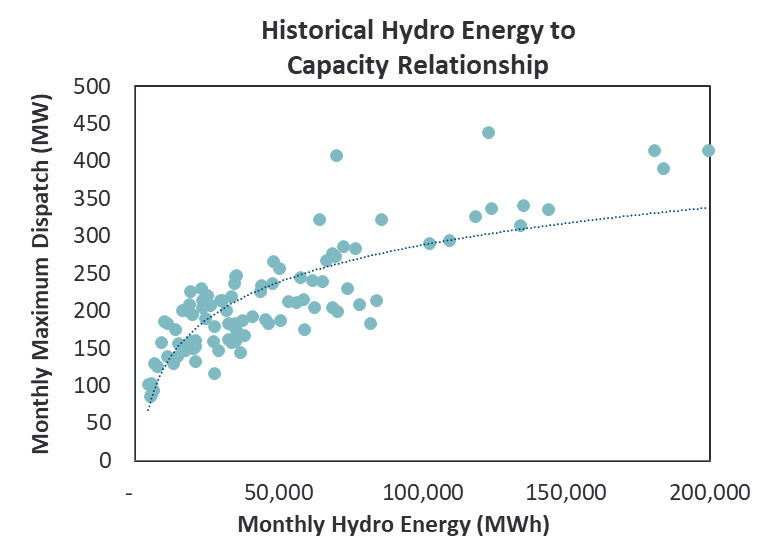 Historical Hydro Energy to
Capacity Relationship
Monthly Maximum Dispatch (MW)
500
450
400
350
300
250
200
150
100
50
0
- 50,000 100,000 150,000 200,000
Monthly Hydro Energy (MWh)